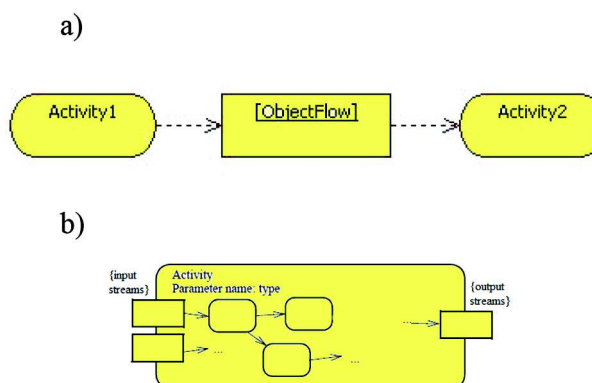 a)
Activity1
[ObjectFlow]
Activity2
b)
{input
streams}
Activity
Parameter name: type
{output
streams}
...
...
...